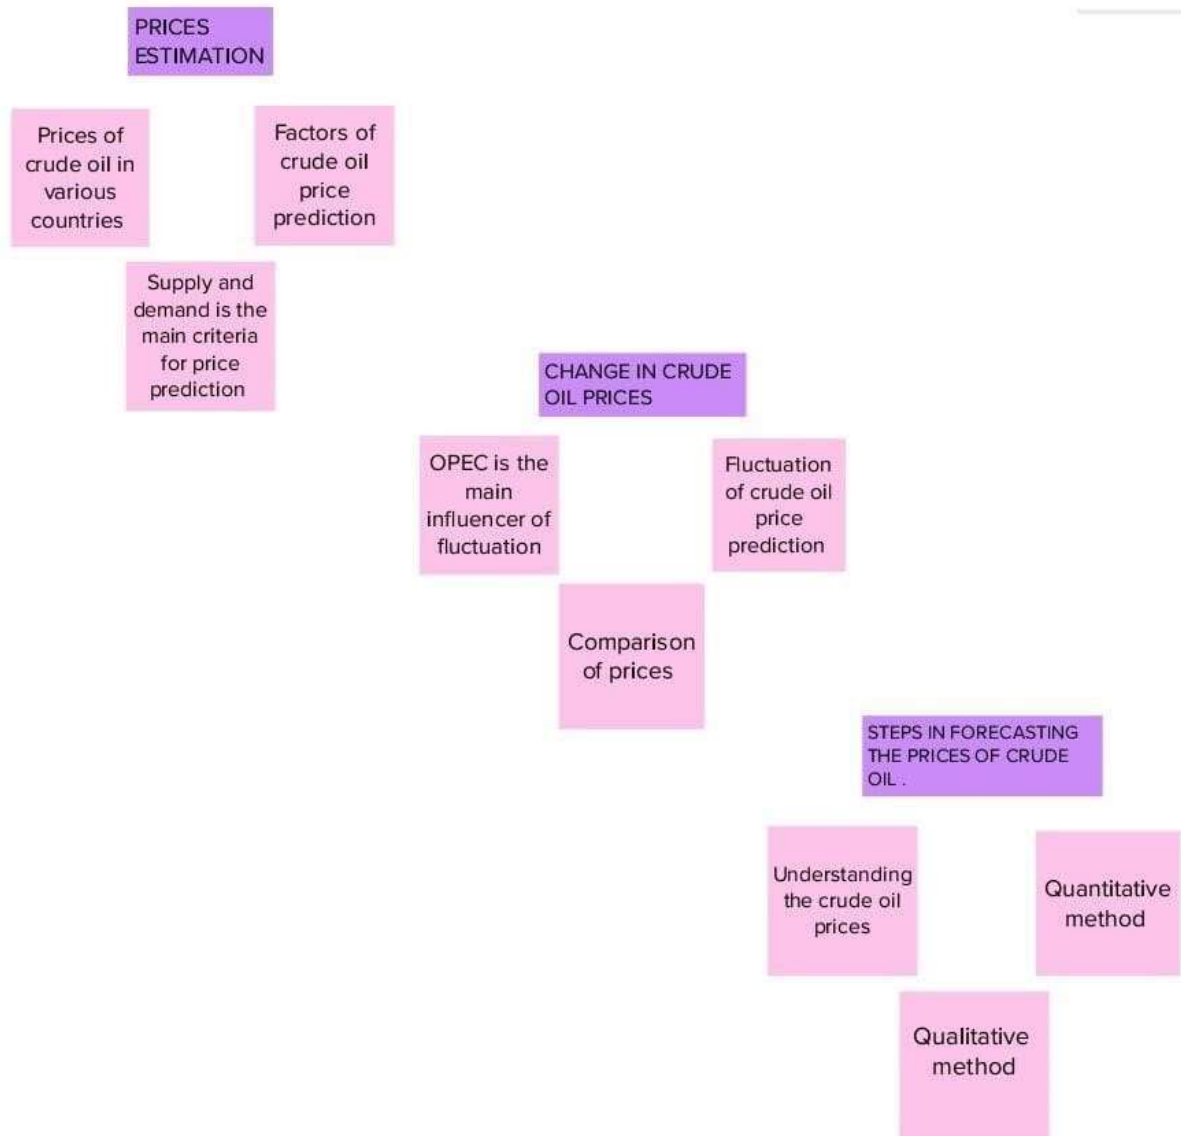 PRICES
ESTIMATION
Prices of
crude oil in
various
countries
Factors of
crude oil
price
prediction
Supply and
demand is the
main criteria
for price
prediction
CHANGE IN CRUDE
OIL PRICES
OPEC is the
main
influencer of
fluctuation
Fluctuation
of crude oil
price
prediction
Comparison
of prices
STEPS IN FORECASTING
THE PRICES OF CRUDE
OIL .
Understanding
the crude oil
prices
Quantitative
method
Qualitative
method